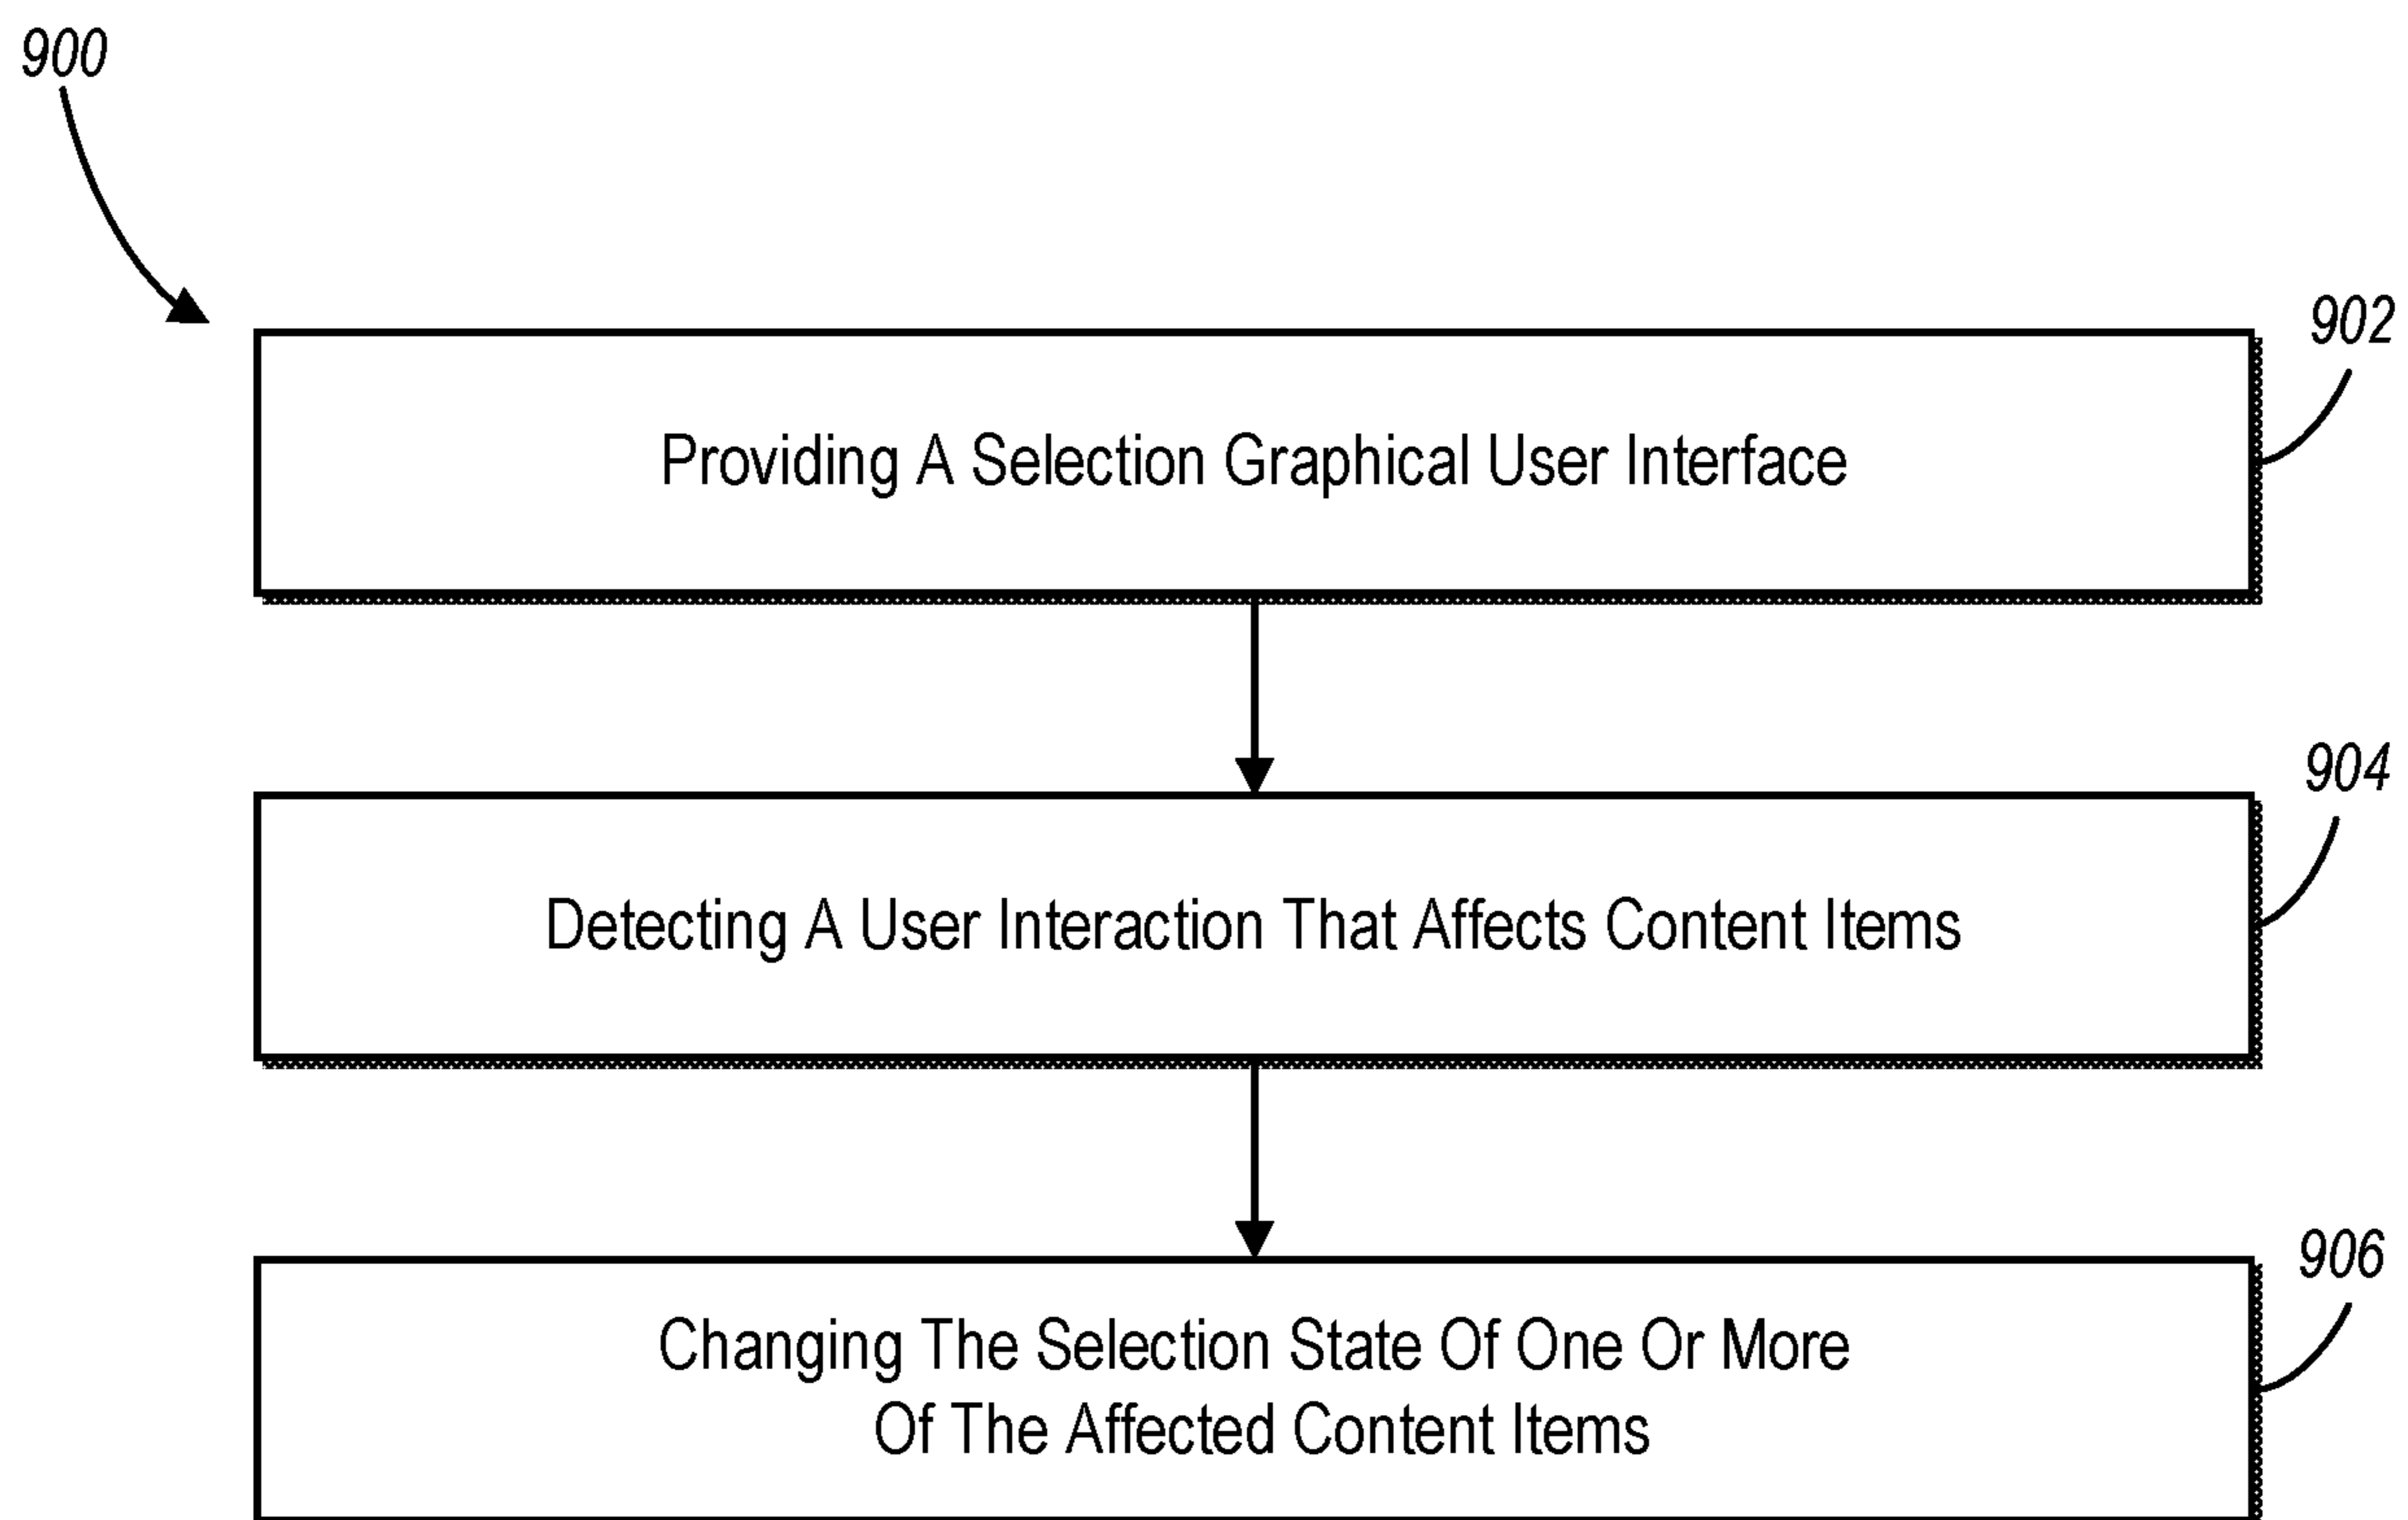 900
902
Providing A Selection Graphical User Interface
904
Detecting A User Interaction That Affects Content Items
906
Changing The Selection State Of One Or More
Of The Affected Content Items